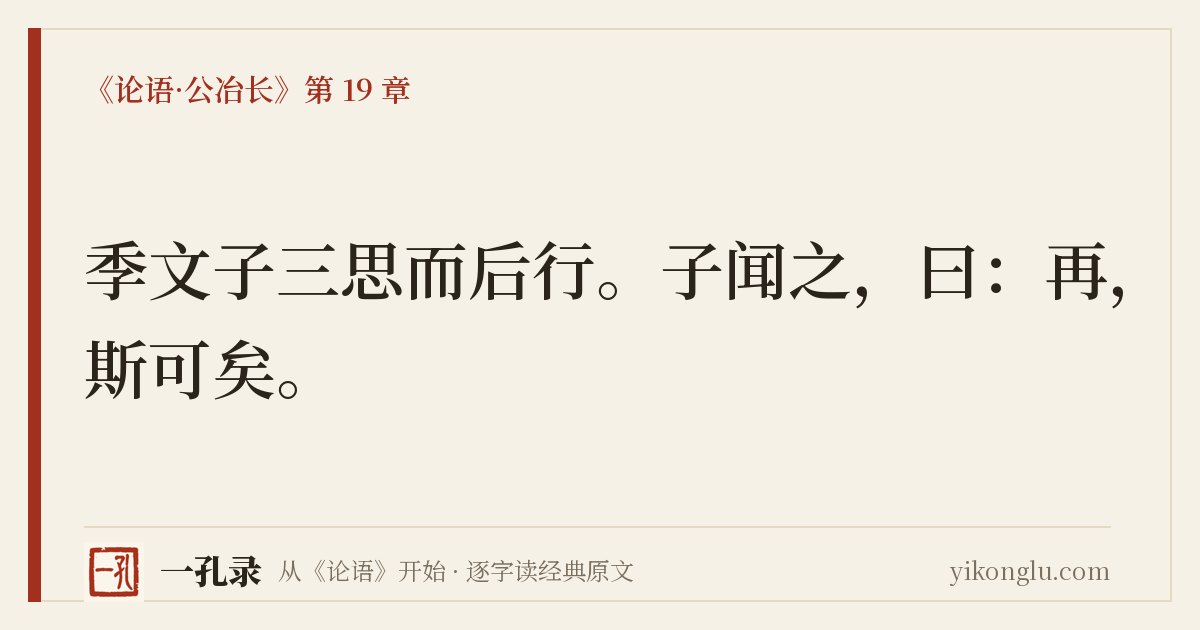 《论语·公冶长》第 19 章
季文子三思而后行。子闻之，曰：再，
斯可矣。
一孔
一孔录 从《论语》开始 · 逐字读经典原文 yikonglu.com